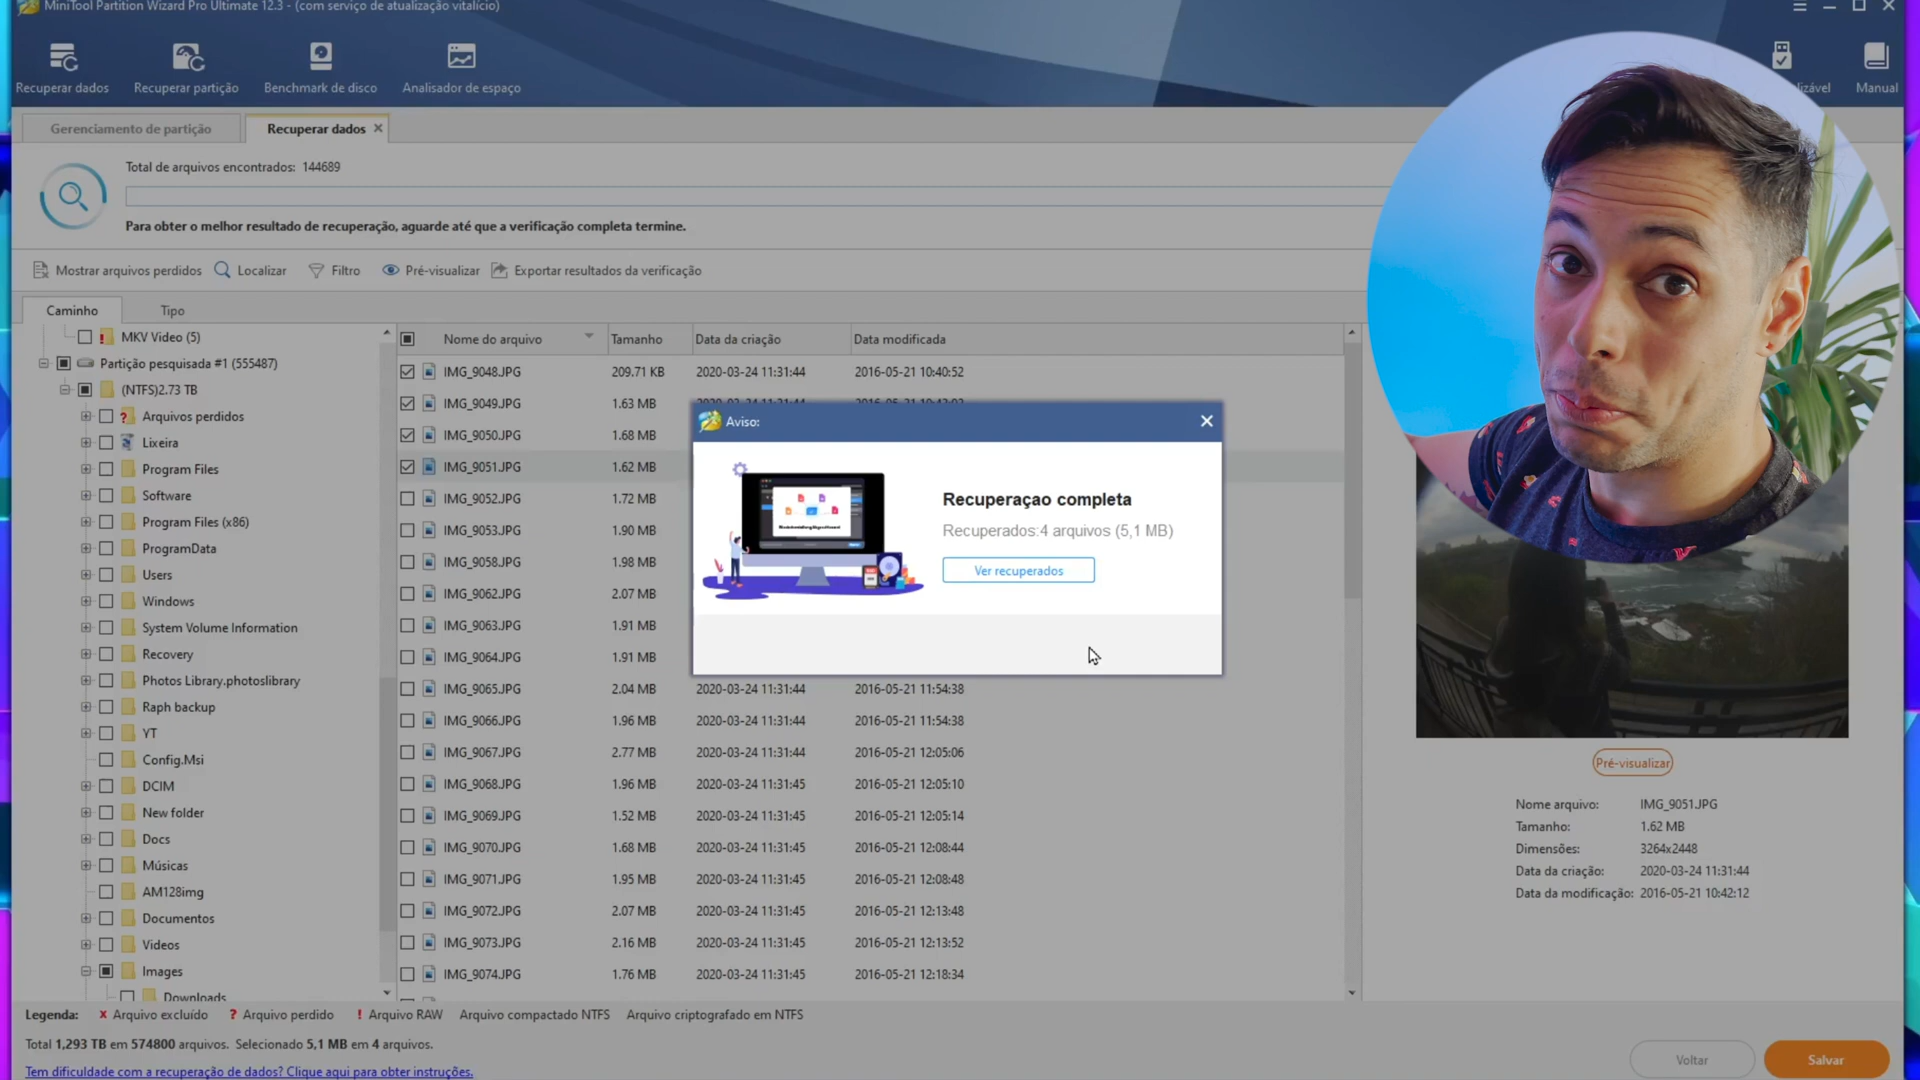 MiniTool Partition Wizard Pro Ultimate 12.3 - (com serviço de atualização vitalício)
Recuperar dados
Recuperar partição
Benchmark de disco
Analisador de espaço
Manual
Gerenciamento de partição
Recuperar dados
Total de arquivos encontrados: 144689
Para obter o melhor resultado de recuperação, aguarde até que a verificação completa termine.
Mostrar arquivos perdidos
Localizar
Filtro
Pré-visualizar
Exportar resultados da verificação
Caminho
Tipo
MKV Video (5)
Partição pesquisada #1 (555487)
(NTFS)2.73 TB
Arquivos perdidos
Lixeira
Program Files
Software
Program Files (x86)
ProgramData
Users
Windows
System Volume Information
Recovery
Photos Library.photoslibrary
Raph backup
YT
Config.Msi
DCIM
New folder
Docs
Músicas
AM128img
Documentos
Videos
Images
Downloads
Nome do arquivo Tamanho Data da criação Data modificada
IMG_9048.JPG 209.71 KB 2020-03-24 11:31:44 2016-05-21 10:40:52
IMG_9049.JPG 1.63 MB
IMG_9050.JPG 1.68 MB
IMG_9051.JPG 1.62 MB
IMG_9052.JPG 1.72 MB
IMG_9053.JPG 1.90 MB
IMG_9058.JPG 1.98 MB
IMG_9062.JPG 2.07 MB
IMG_9063.JPG 1.91 MB
IMG_9064.JPG 1.91 MB
IMG_9065.JPG 2.04 MB 2020-03-24 11:31:44 2016-05-21 11:54:38
IMG_9066.JPG 1.96 MB 2020-03-24 11:31:44 2016-05-21 11:54:38
IMG_9067.JPG 2.77 MB 2020-03-24 11:31:44 2016-05-21 12:05:06
IMG_9068.JPG 1.96 MB 2020-03-24 11:31:45 2016-05-21 12:05:10
IMG_9069.JPG 1.52 MB 2020-03-24 11:31:45 2016-05-21 12:05:14
IMG_9070.JPG 1.68 MB 2020-03-24 11:31:45 2016-05-21 12:08:44
IMG_9071.JPG 1.95 MB 2020-03-24 11:31:45 2016-05-21 12:08:48
IMG_9072.JPG 2.07 MB 2020-03-24 11:31:45 2016-05-21 12:13:48
IMG_9073.JPG 2.16 MB 2020-03-24 11:31:45 2016-05-21 12:13:52
IMG_9074.JPG 1.76 MB 2020-03-24 11:31:45 2016-05-21 12:18:34
Aviso:
Recuperaçao completa
Recuperados:4 arquivos (5,1 MB)
Ver recuperados
Pré-visualizar
Nome arquivo: IMG_9051.JPG
Tamanho: 1.62 MB
Dimensões: 3264x2448
Data da criação: 2020-03-24 11:31:44
Data da modificação: 2016-05-21 10:42:12
Legenda: x Arquivo excluído ? Arquivo perdido ! Arquivo RAW Arquivo compactado NTFS Arquivo criptografado em NTFS
Total 1,293 TB em 574800 arquivos. Selecionado 5,1 MB em 4 arquivos.
Tem dificuldade com a recuperação de dados? Clique aqui para obter instruções.
Voltar
Salvar